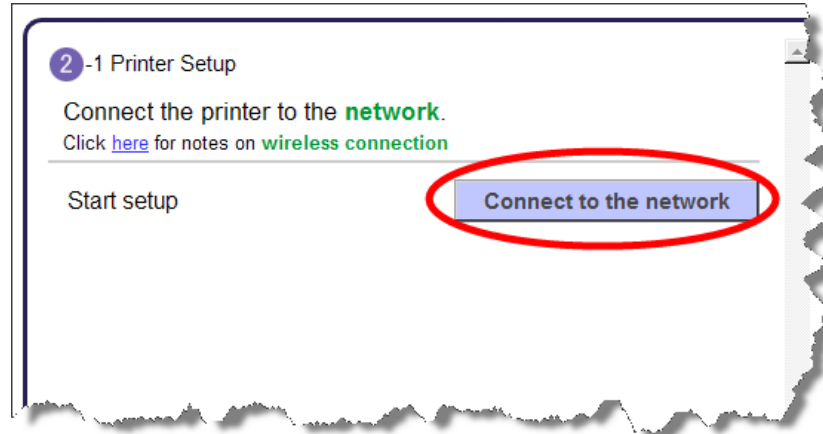 2-1 Printer Setup
Connect the printer to the network.
Click here for notes on wireless connection
Start setup Connect to the network